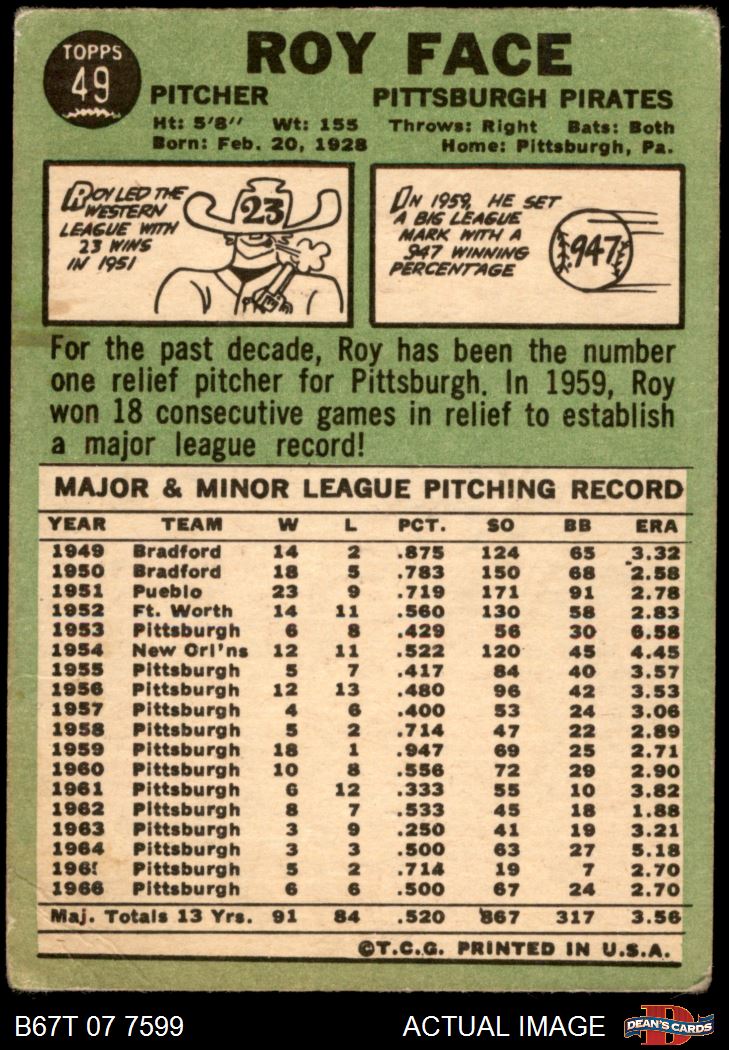 TOPPS
49
ROY FACE
PITCHER PITTSBURGH PIRATES
Ht: 5'8" Wt: 155 Throws: Right Bats: Both
Born: Feb. 20, 1928 Home: Pittsburgh, Pa.
ROY LED THE
WESTERN
LEAGUE WITH
23 WINS
IN 1951
23
IN 1959, HE SET
A BIG LEAGUE
MARK WITH A
.947 WINNING
PERCENTAGE
.947
For the past decade, Roy has been the number
one relief pitcher for Pittsburgh. In 1959, Roy
won 18 consecutive games in relief to establish
a major league record!
MAJOR & MINOR LEAGUE PITCHING RECORD
YEAR TEAM W L PCT. SO BB ERA
1949 Bradford 14 2 .875 124 65 3.32
1950 Bradford 18 5 .783 150 68 2.58
1951 Pueblo 23 9 .719 171 91 2.78
1952 Ft. Worth 14 11 .560 130 58 2.83
1953 Pittsburgh 6 8 .429 56 30 6.58
1954 New Orl'ns 12 11 .522 120 45 4.45
1955 Pittsburgh 5 7 .417 84 40 3.57
1956 Pittsburgh 12 13 .480 96 42 3.53
1957 Pittsburgh 4 6 .400 53 24 3.06
1958 Pittsburgh 5 2 .714 47 22 2.89
1959 Pittsburgh 18 1 .947 69 25 2.71
1960 Pittsburgh 10 8 .556 72 29 2.90
1961 Pittsburgh 6 12 .333 55 10 3.82
1962 Pittsburgh 8 7 .533 45 18 1.88
1963 Pittsburgh 3 9 .250 41 19 3.21
1964 Pittsburgh 3 3 .500 63 27 5.18
1965 Pittsburgh 5 2 .714 19 7 2.70
1966 Pittsburgh 6 6 .500 67 24 2.70
Maj. Totals 13 Yrs. 91 84 .520 867 317 3.56
©T.C.G. PRINTED IN U.S.A.
B67T 07 7599 ACTUAL IMAGE
D DEAN'S CARDS